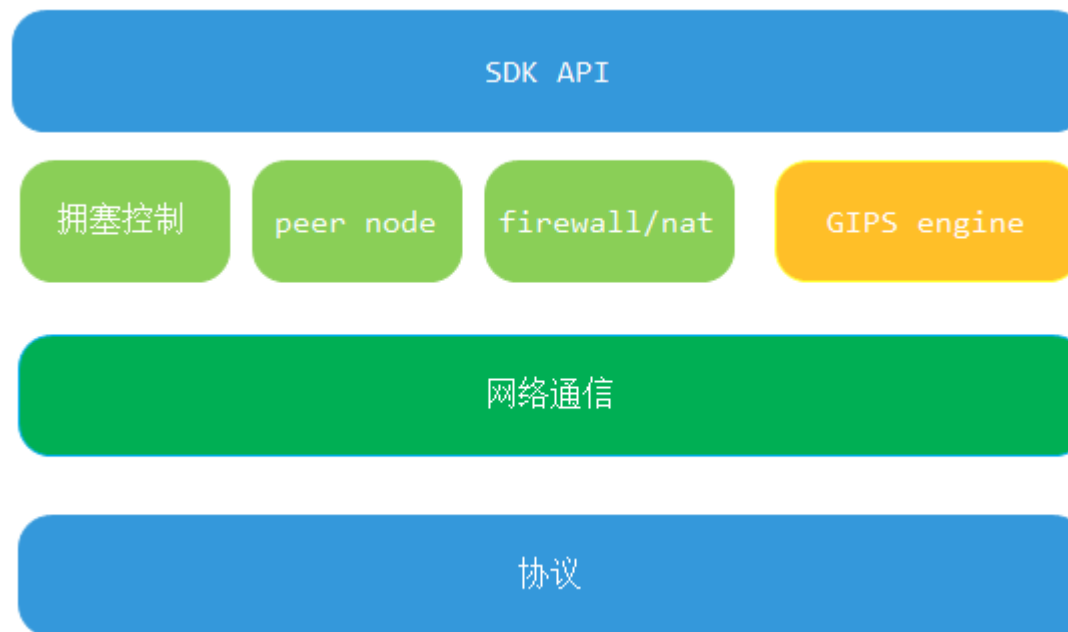 SDK API
拥塞控制
peer node
firewall/nat
GIPS engine
网络通信
协议